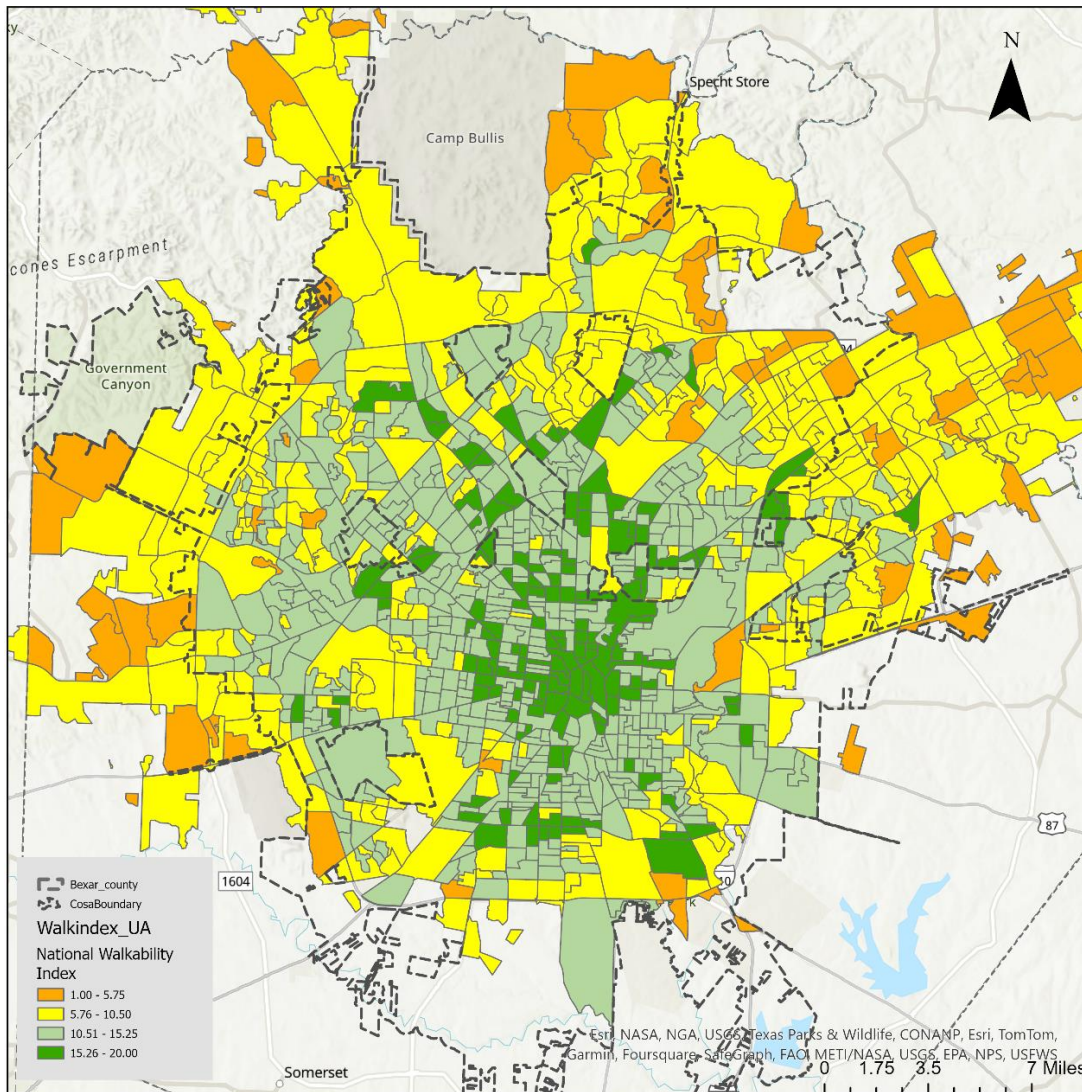 N
Specht Store
Camp Bullis
cones Escarpment
Government
Canyon
87
1604
10
Bexar_county
CosaBoundary
Walkindex_UA
National Walkability
Index
1.00 - 5.75
5.76 - 10.50
10.51 - 15.25
15.26 - 20.00
Somerset
Esri, NASA, NGA, USGS, Texas Parks & Wildlife, CONANP, Esri, TomTom,
Garmin, Foursquare, SafeGraph, FAO, METI/NASA, USGS, EPA, NPS, USFWS
0 1.75 3.5 7 Miles